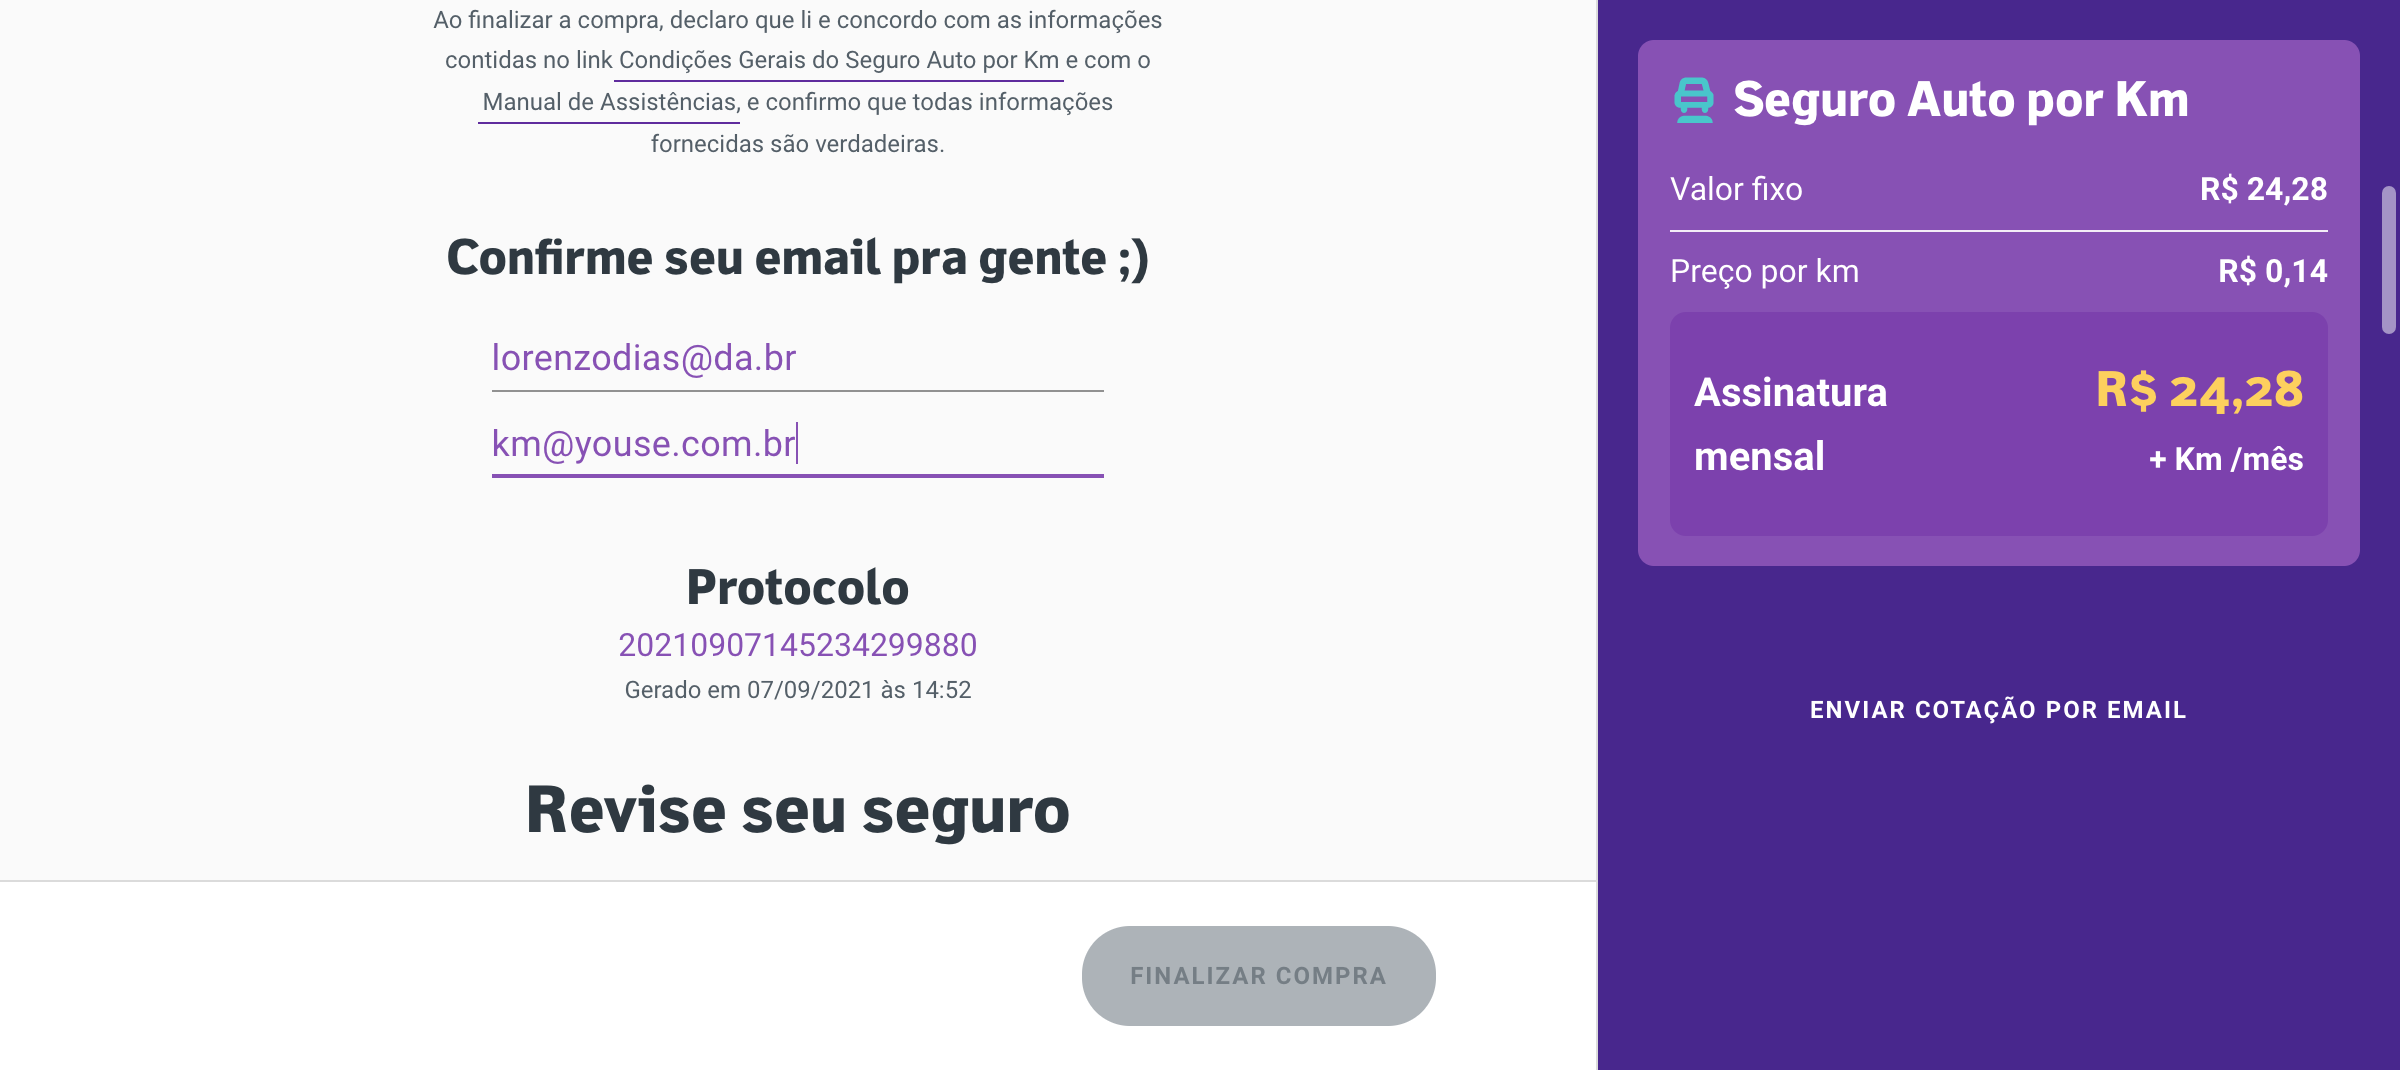 Ao finalizar a compra, declaro que li e concordo com as informações
contidas no link Condições Gerais do Seguro Auto por Km e com o
Manual de Assistências, e confirmo que todas informações
fornecidas são verdadeiras.
Confirme seu email pra gente ;)
lorenzodias@da.br
km@youse.com.br
Protocolo
20210907145234299880
Gerado em 07/09/2021 às 14:52
Revise seu seguro
FINALIZAR COMPRA
Seguro Auto por Km
Valor fixo R$ 24,28
Preço por km R$ 0,14
Assinatura R$ 24,28
mensal + Km /mês
ENVIAR COTAÇÃO POR EMAIL